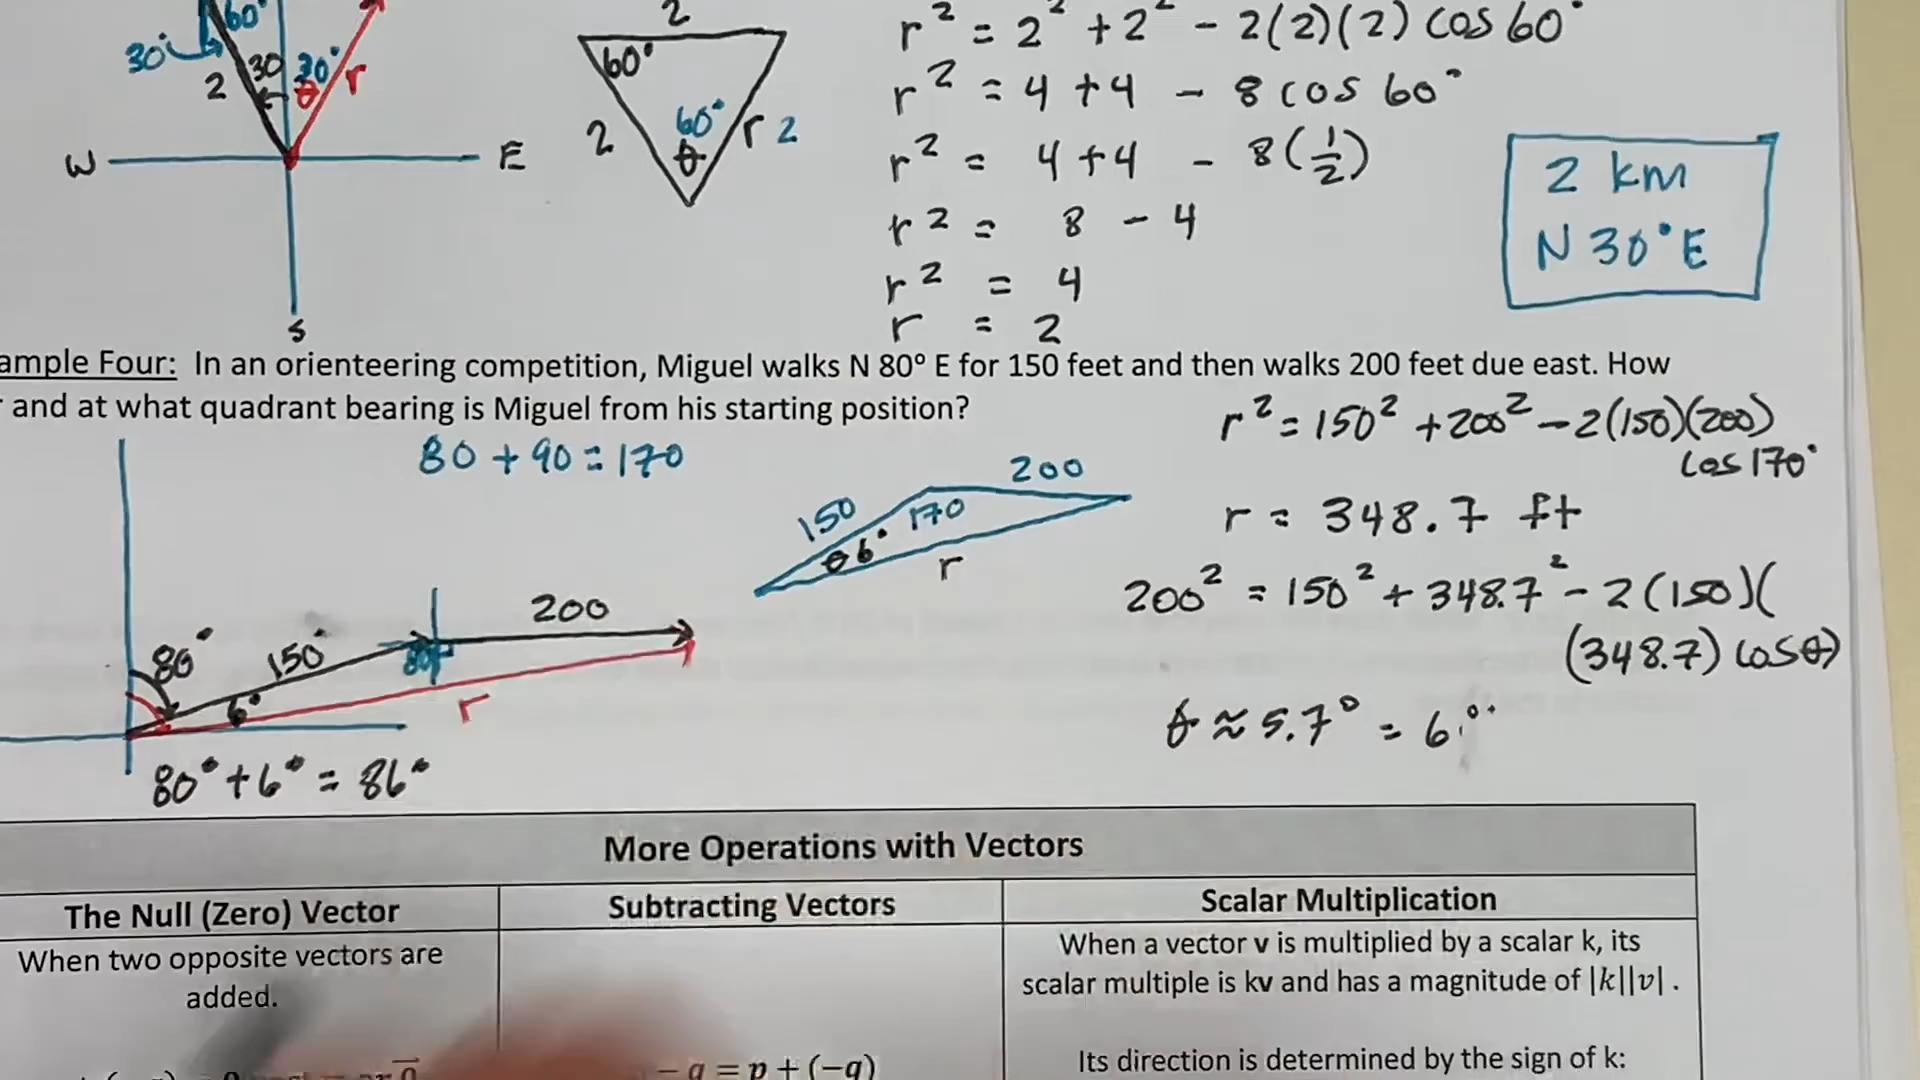 60°
30°
30
30°
2
θ
r
W
E
S
2
60°
60°
2
θ
r 2
r² = 2² + 2² - 2(2)(2) cos 60°
r² = 4 + 4 - 8 cos 60°
r² = 4 + 4 - 8(1/2)
r² = 8 - 4
r² = 4
r = 2
2 km
N 30° E
ample Four: In an orienteering competition, Miguel walks N 80° E for 150 feet and then walks 200 feet due east. How
and at what quadrant bearing is Miguel from his starting position?
80 + 90 = 170
r² = 150² + 200² - 2(150)(200)
cos 170°
r = 348.7 ft
200² = 150² + 348.7² - 2(150)(
(348.7) cos θ)
θ ≈ 5.7° = 6°
150
200
170
θ 6°
r
80°
150
80
200
6°
r
80° + 6° = 86°
More Operations with Vectors
The Null (Zero) Vector
When two opposite vectors are
added.
Subtracting Vectors
- q = p + (-q)
Scalar Multiplication
When a vector v is multiplied by a scalar k, its
scalar multiple is kv and has a magnitude of |k||v| .
Its direction is determined by the sign of k: